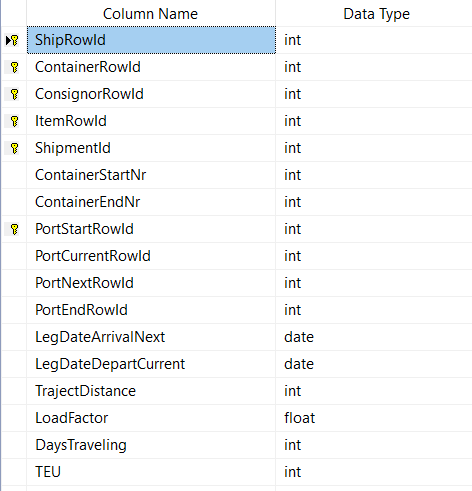 Column Name Data Type
ShipRowId int
ContainerRowId int
ConsignorRowId int
ItemRowId int
ShipmentId int
ContainerStartNr int
ContainerEndNr int
PortStartRowId int
PortCurrentRowId int
PortNextRowId int
PortEndRowId int
LegDateArrivalNext date
LegDateDepartCurrent date
TrajectDistance int
LoadFactor float
DaysTraveling int
TEU int